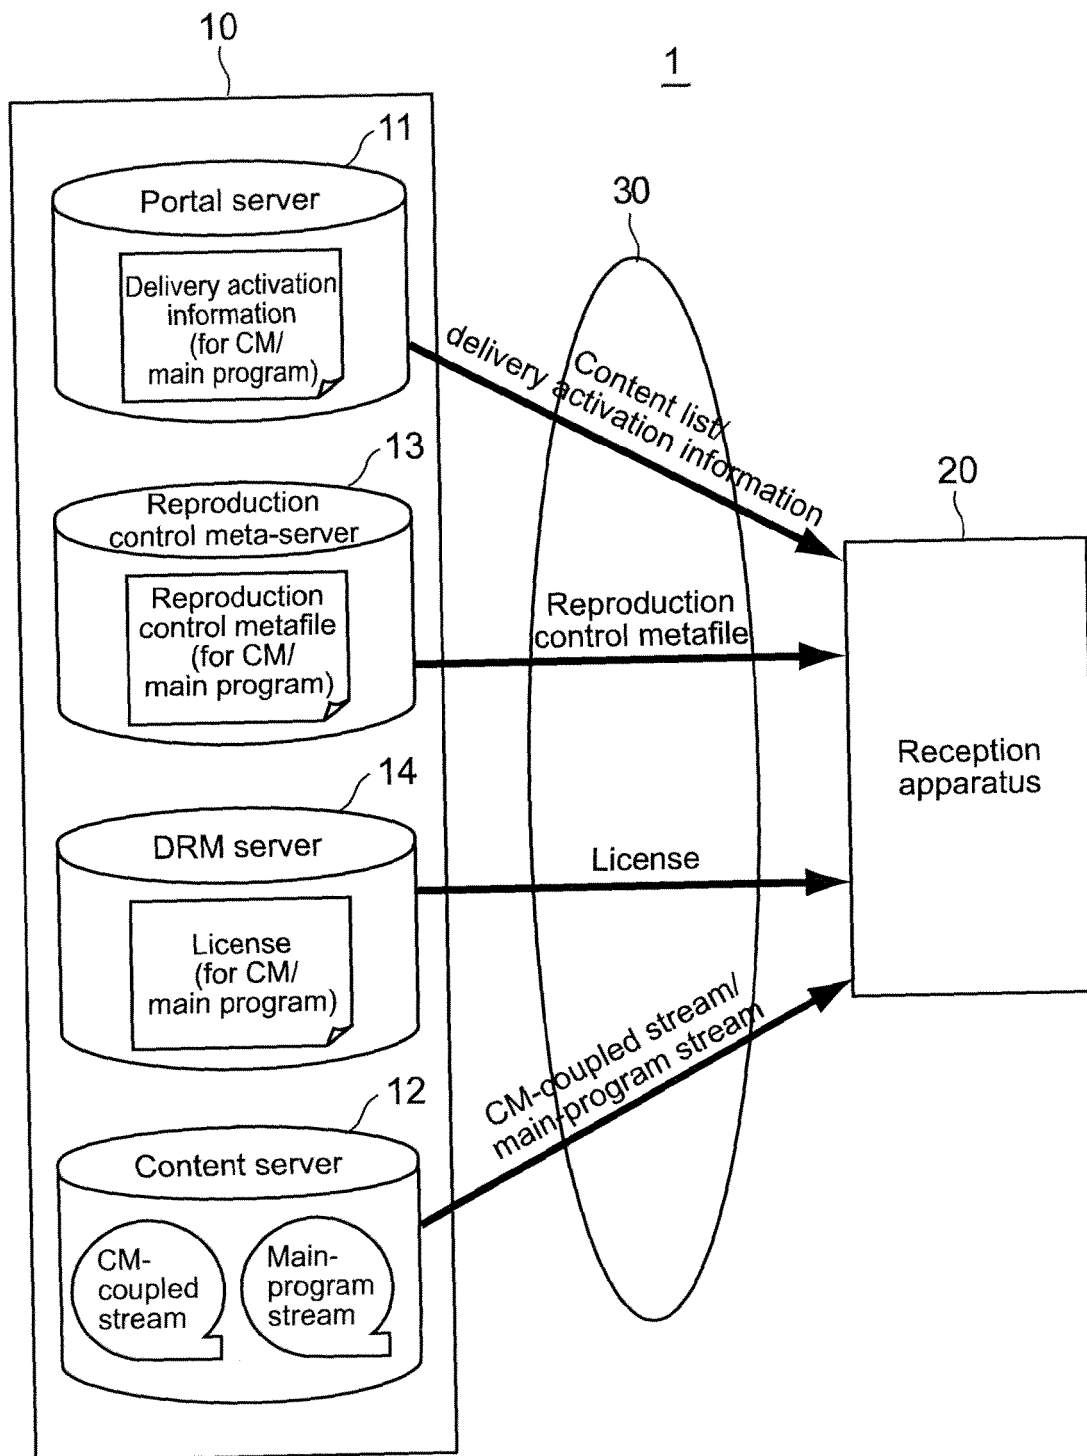 10
1
11
Portal server
Delivery activation
information
(for CM/
main program)
30
Content list/
delivery activation information
13
Reproduction
control meta-server
Reproduction
control metafile
(for CM/
main program)
20
Reproduction
control metafile
Reception
apparatus
14
DRM server
License
(for CM/
main program)
License
12
Content server
CM-
coupled
stream
Main-
program
stream
CM-coupled stream/
main-program stream